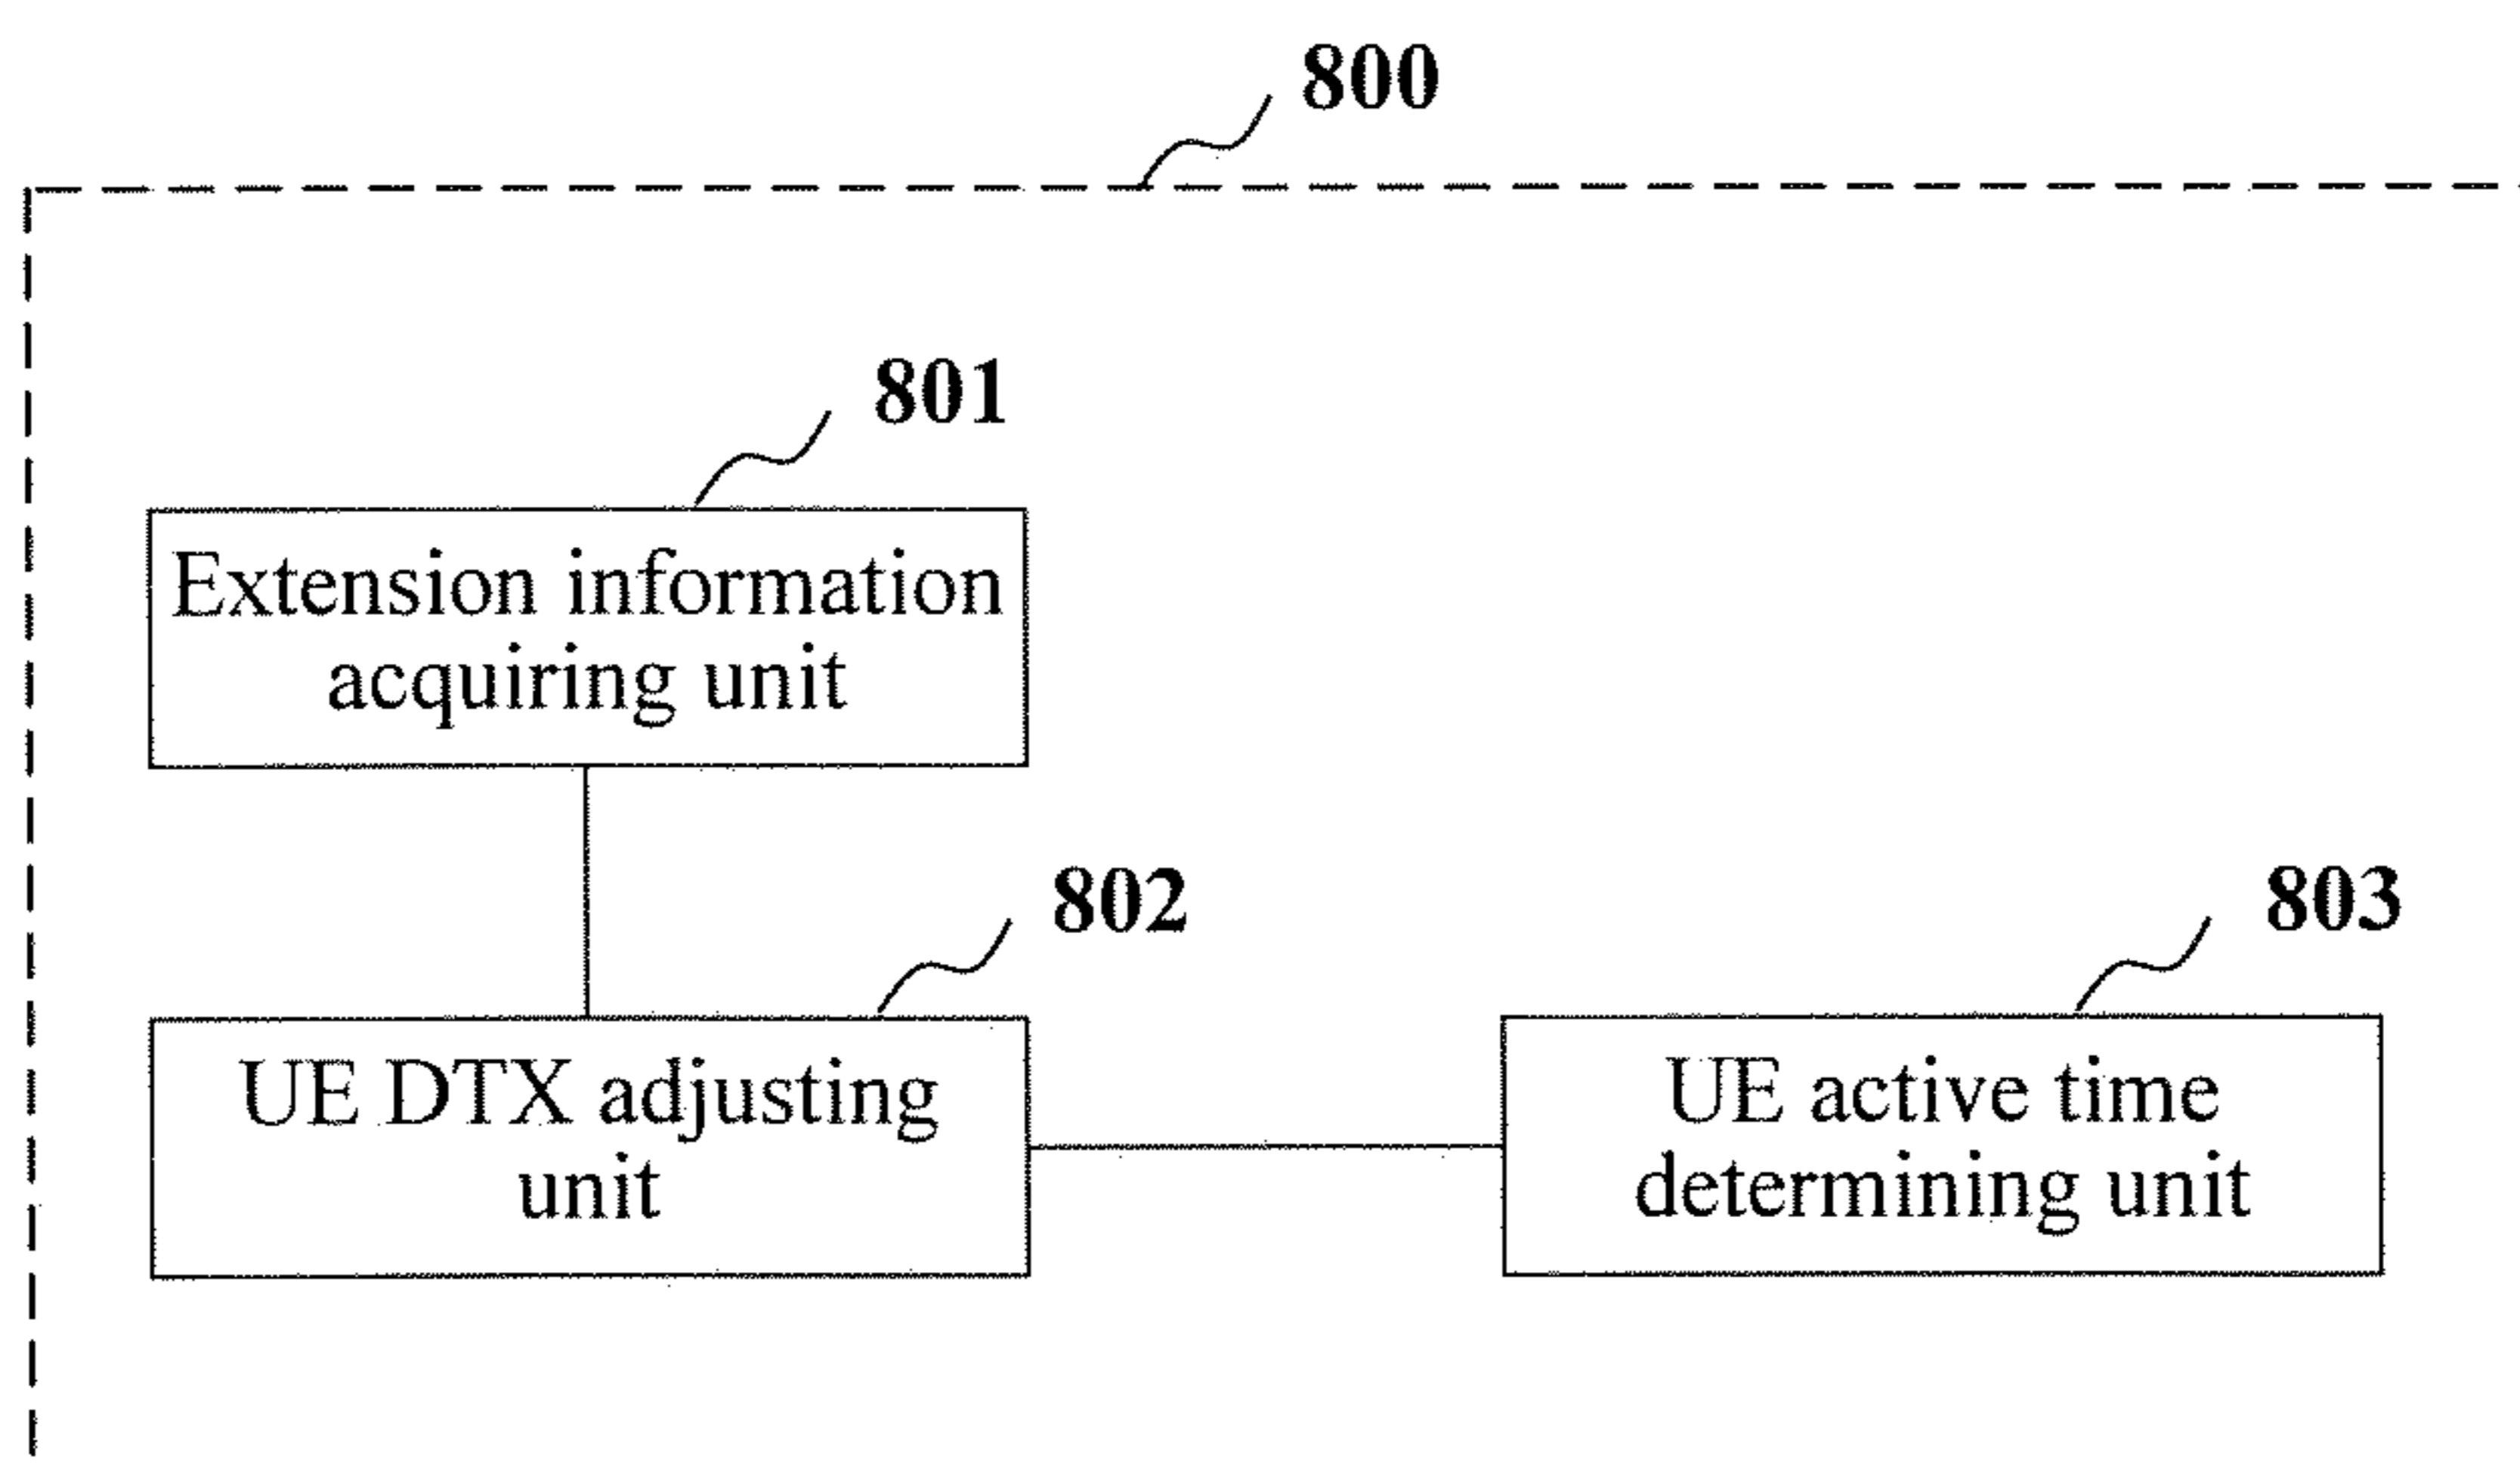 800
801
Extension information
acquiring unit
802
803
UE DTX adjusting
unit
UE active time
determining unit